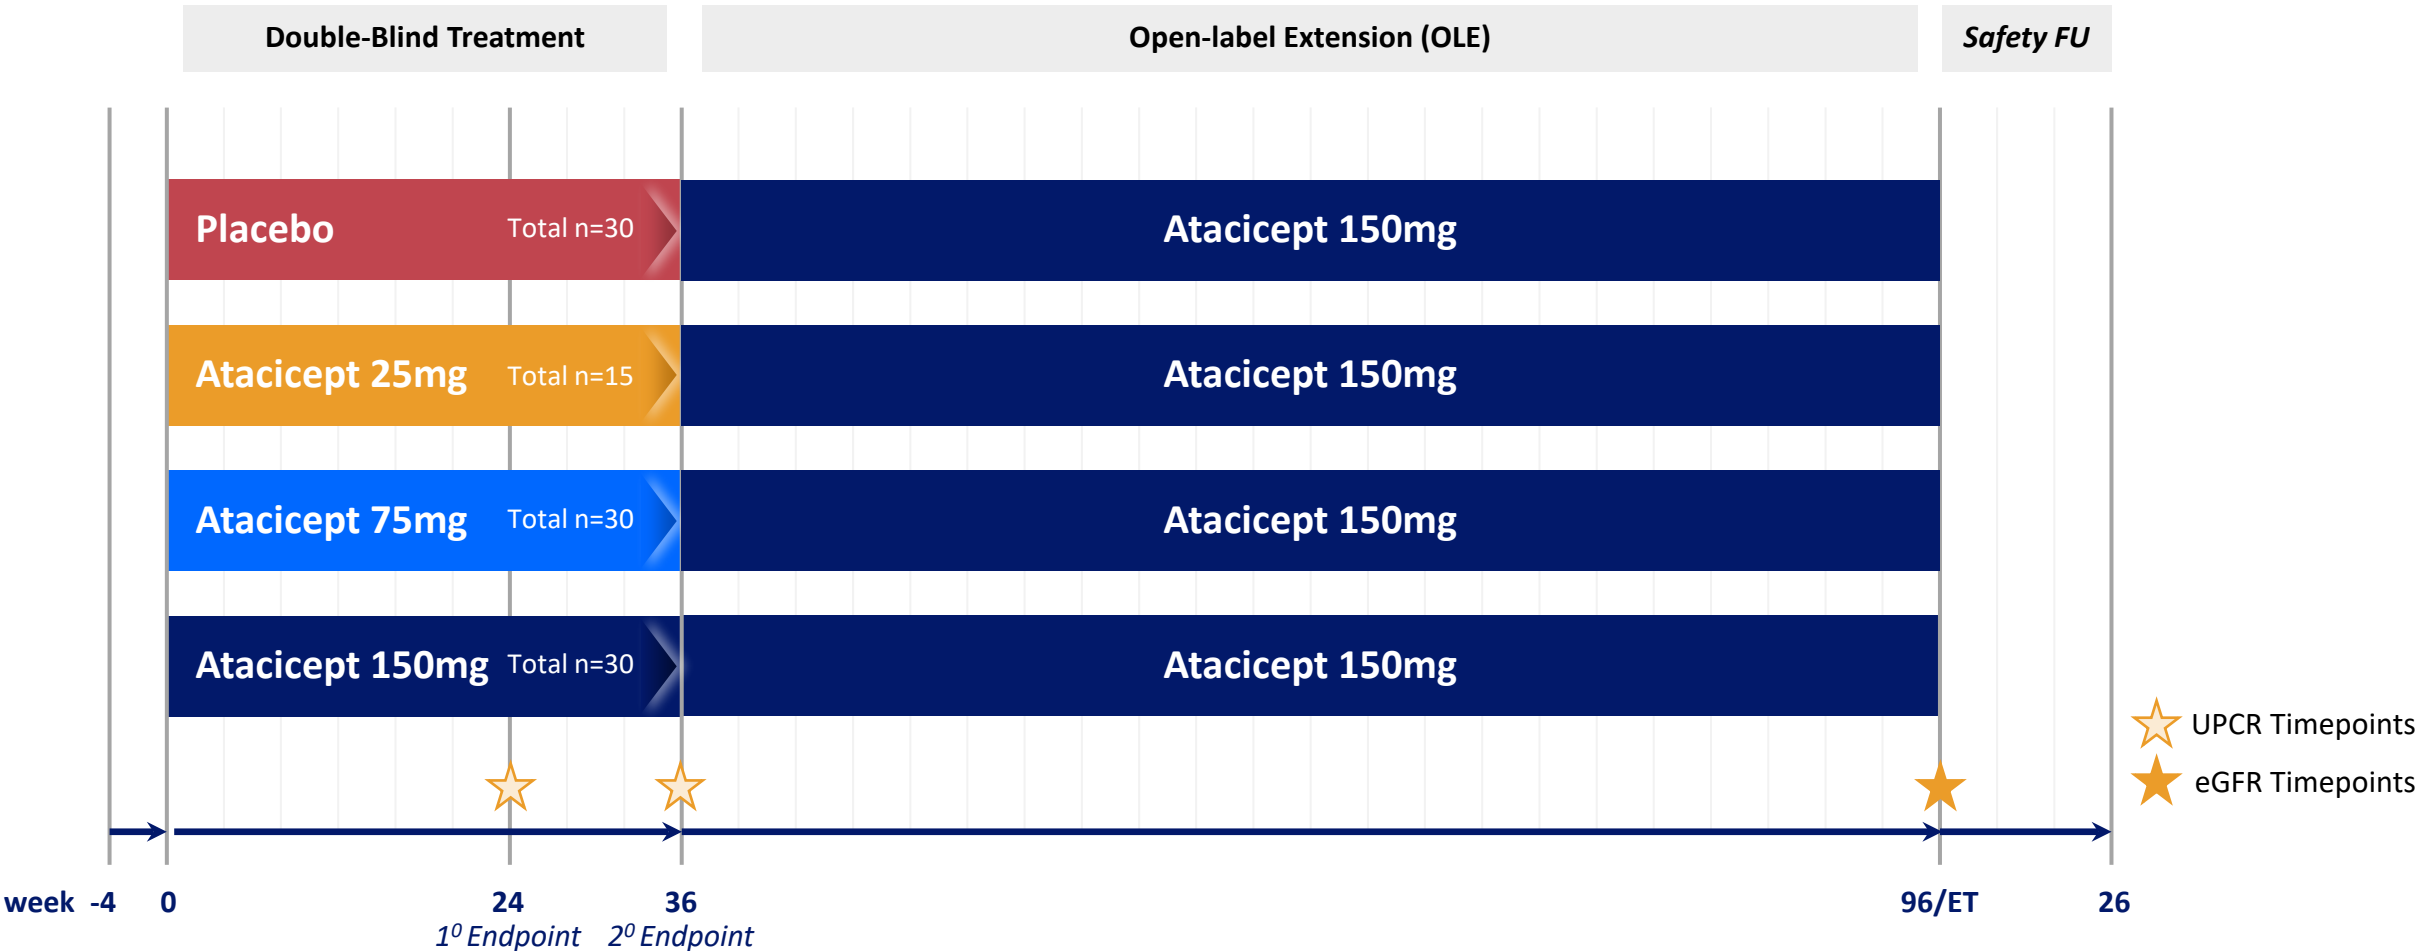 Double-Blind Treatment
Open-label Extension (OLE)
Safety FU
Placebo Total n=30
Atacicept 150mg
Atacicept 25mg Total n=15
Atacicept 150mg
Atacicept 75mg Total n=30
Atacicept 150mg
Atacicept 150mg Total n=30
Atacicept 150mg
UPCR Timepoints
eGFR Timepoints
week -4 0 24 36 96/ET 26
1⁰ Endpoint 2⁰ Endpoint